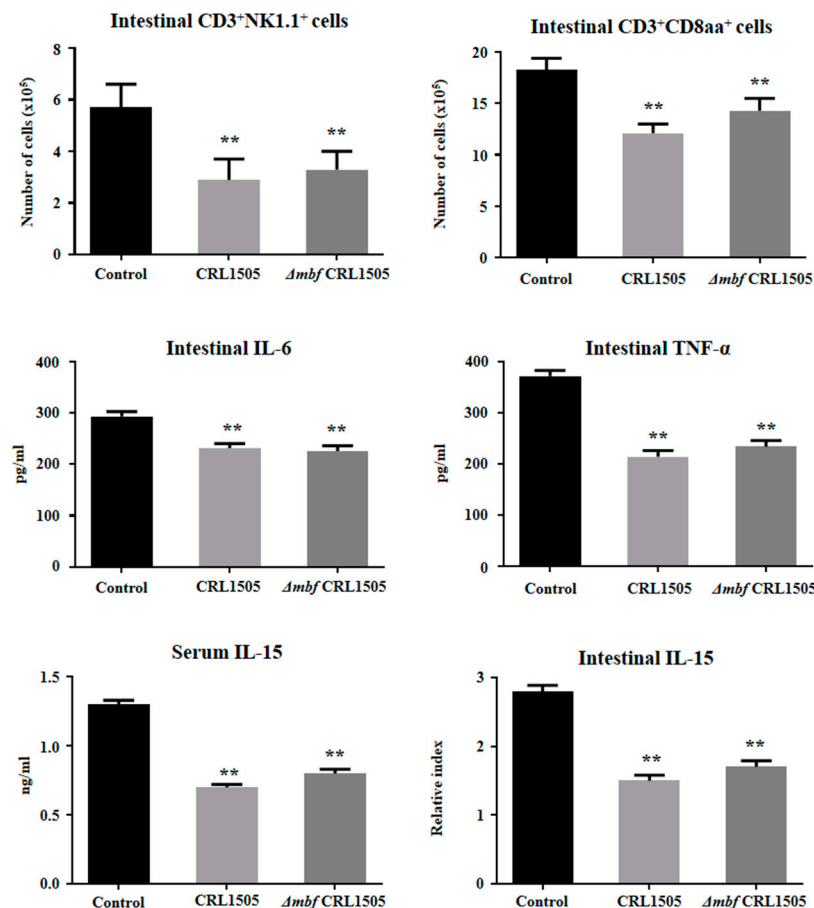 Intestinal CD3⁺NK1.1⁺ cells
Number of cells (x10⁵)
8
6
4
2
0
**
**
Control
CRL1505
Δmbf CRL1505
Intestinal CD3⁺CD8aa⁺ cells
Number of cells (x10⁵)
20
15
10
5
0
**
**
Control
CRL1505
Δmbf CRL1505
Intestinal IL-6
pg/ml
400
300
200
100
0
**
**
Control
CRL1505
Δmbf CRL1505
Intestinal TNF-α
pg/ml
400
300
200
100
0
**
**
Control
CRL1505
Δmbf CRL1505
Serum IL-15
ng/ml
1.5
1.0
0.5
0.0
**
**
Control
CRL1505
Δmbf CRL1505
Intestinal IL-15
Relative index
3
2
1
0
**
**
Control
CRL1505
Δmbf CRL1505